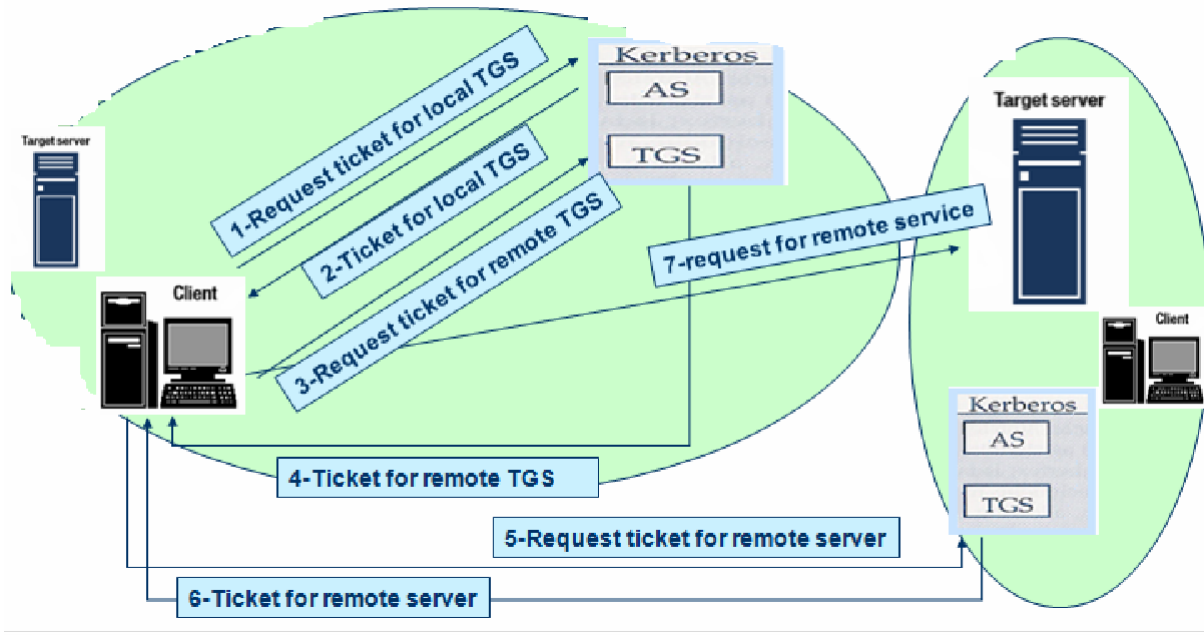 Kerberos
AS
TGS
Target server
Client
1-Request ticket for local TGS
2-Ticket for local TGS
3-Request ticket for remote TGS
4-Ticket for remote TGS
7-request for remote service
Target server
Client
Kerberos
AS
TGS
5-Request ticket for remote server
6-Ticket for remote server